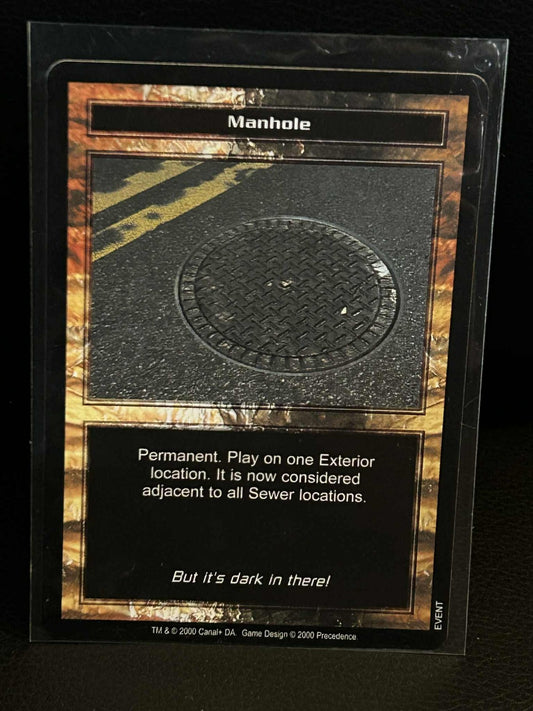 Manhole
Permanent. Play on one Exterior
location. It is now considered
adjacent to all Sewer locations.
But it's dark in there!
EVENT
TM & © 2000 Canal+ DA. Game Design © 2000 Precedence.